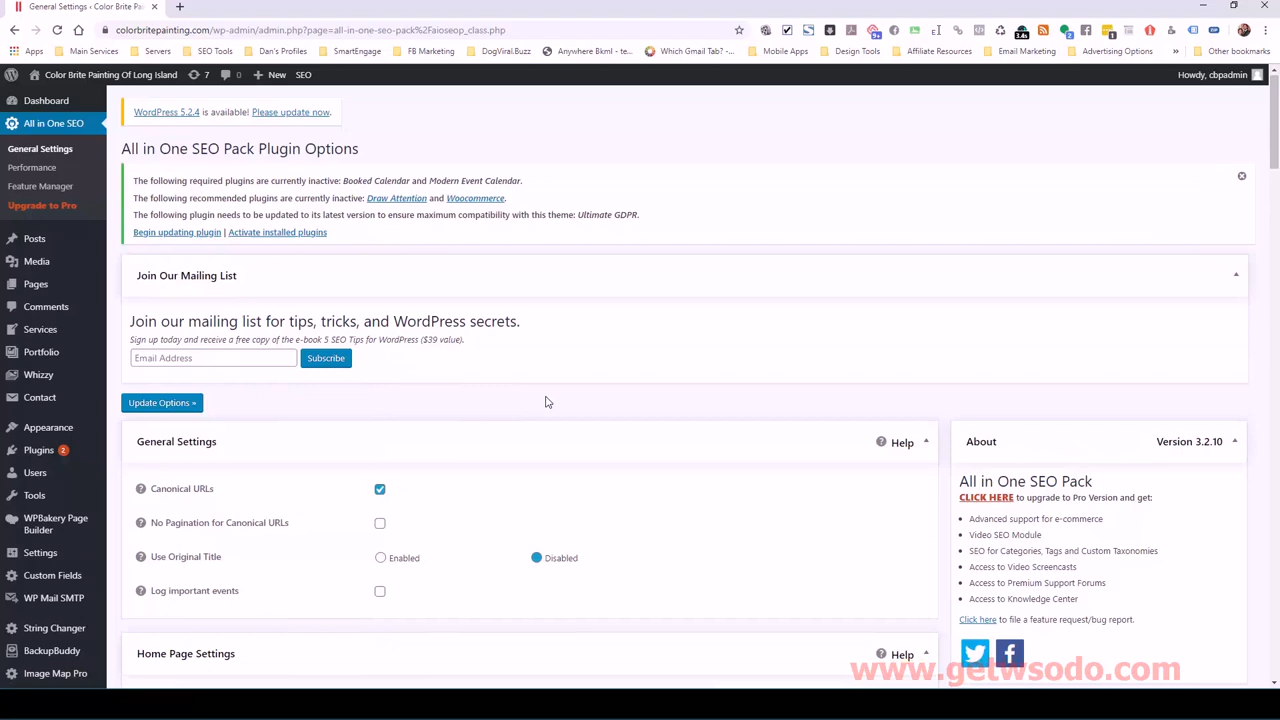 General Settings ‹ Color Brite Pai
colorbritepainting.com/wp-admin/admin.php?page=all-in-one-seo-pack%2Faioseop_class.php
Apps Main Services Servers SEO Tools Dan's Profiles SmartEngage FB Marketing DogViral.Buzz Anywhere Bkml - te... Which Gmail Tab? -... Mobile Apps Design Tools Affiliate Resources Email Marketing Advertising Options » Other bookmarks
Color Brite Painting Of Long Island 7 0 New SEO Howdy, cbpadmin
Dashboard
All in One SEO
General Settings
Performance
Feature Manager
Upgrade to Pro
Posts
Media
Pages
Comments
Services
Portfolio
Whizzy
Contact
Appearance
Plugins 2
Users
Tools
WPBakery Page
Builder
Settings
Custom Fields
WP Mail SMTP
String Changer
BackupBuddy
Image Map Pro
WordPress 5.2.4 is available! Please update now.
All in One SEO Pack Plugin Options
The following required plugins are currently inactive: Booked Calendar and Modern Event Calendar.
The following recommended plugins are currently inactive: Draw Attention and Woocommerce.
The following plugin needs to be updated to its latest version to ensure maximum compatibility with this theme: Ultimate GDPR.
Begin updating plugin | Activate installed plugins
Join Our Mailing List
Join our mailing list for tips, tricks, and WordPress secrets.
Sign up today and receive a free copy of the e-book 5 SEO Tips for WordPress ($39 value).
Email Address Subscribe
Update Options »
General Settings Help
Canonical URLs
No Pagination for Canonical URLs
Use Original Title Enabled Disabled
Log important events
Home Page Settings Help
About Version 3.2.10
All in One SEO Pack
CLICK HERE to upgrade to Pro Version and get:
Advanced support for e-commerce
Video SEO Module
SEO for Categories, Tags and Custom Taxonomies
Access to Video Screencasts
Access to Premium Support Forums
Access to Knowledge Center
Click here to file a feature request/bug report.
www.getwsodo.com